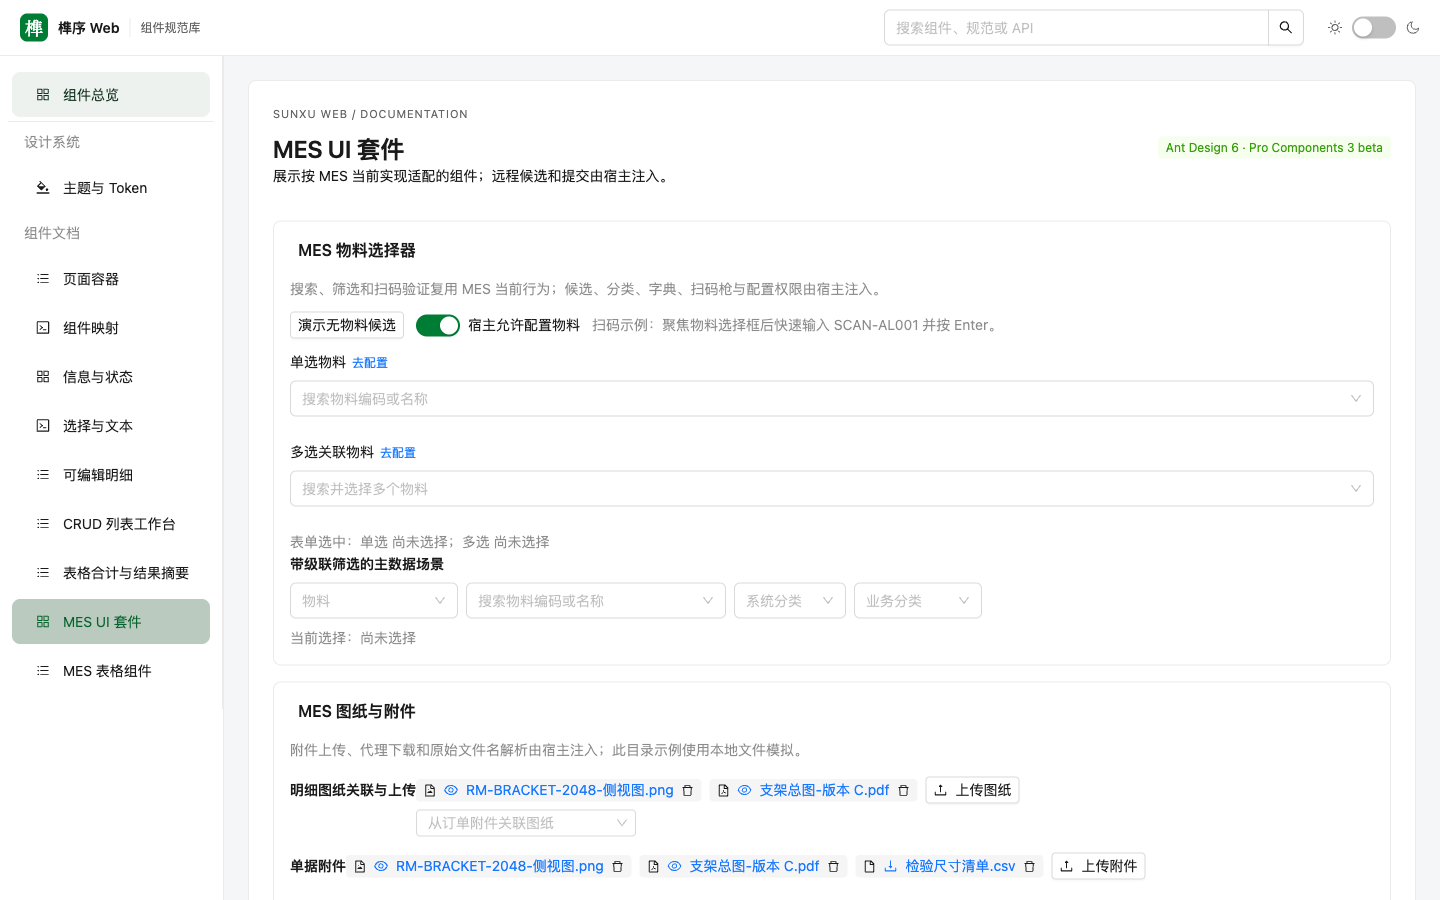 榫 榫序 Web 组件规范库 搜索组件、规范或 API
组件总览
设计系统
主题与 Token
组件文档
页面容器
组件映射
信息与状态
选择与文本
可编辑明细
CRUD 列表工作台
表格合计与结果摘要
MES UI 套件
MES 表格组件
SUNXU WEB / DOCUMENTATION
MES UI 套件
Ant Design 6 · Pro Components 3 beta
展示按 MES 当前实现适配的组件；远程候选和提交由宿主注入。
MES 物料选择器
搜索、筛选和扫码验证复用 MES 当前行为；候选、分类、字典、扫码枪与配置权限由宿主注入。
演示无物料候选 宿主允许配置物料 扫码示例：聚焦物料选择框后快速输入 SCAN-AL001 并按 Enter。
单选物料 去配置
搜索物料编码或名称
多选关联物料 去配置
搜索并选择多个物料
表单选中：单选 尚未选择；多选 尚未选择
带级联筛选的主数据场景
物料 搜索物料编码或名称 系统分类 业务分类
当前选择：尚未选择
MES 图纸与附件
附件上传、代理下载和原始文件名解析由宿主注入；此目录示例使用本地文件模拟。
明细图纸关联与上传 RM-BRACKET-2048-侧视图.png 支架总图-版本 C.pdf 上传图纸
从订单附件关联图纸
单据附件 RM-BRACKET-2048-侧视图.png 支架总图-版本 C.pdf 检验尺寸清单.csv 上传附件